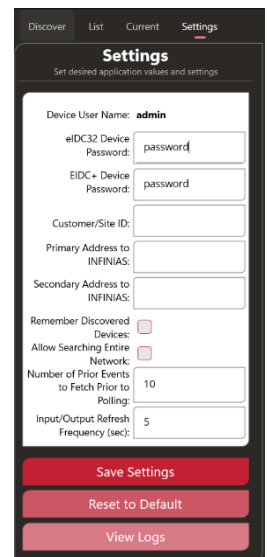 Discover List Current Settings
Settings
Set desired application values and settings
Device User Name: admin
eIDC32 Device
Password: password
EIDC+ Device
Password: password
Customer/Site ID:
Primary Address to
INFINIAS:
Secondary Address to
INFINIAS:
Remember Discovered
Devices:
Allow Searching Entire
Network:
Number of Prior Events
to Fetch Prior to
Polling: 10
Input/Output Refresh
Frequency (sec): 5
Save Settings
Reset to Default
View Logs